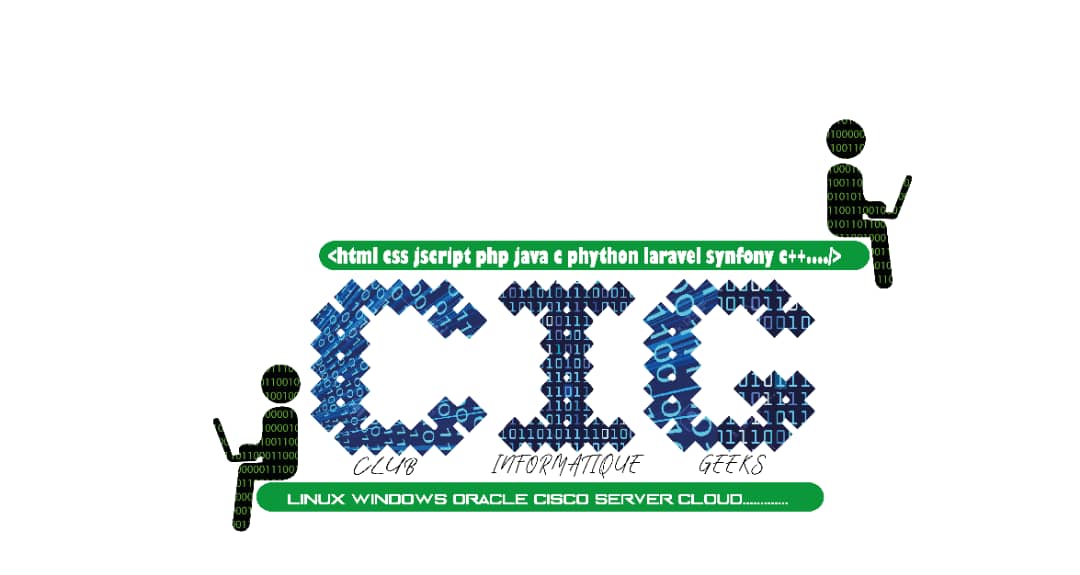 <html css jscript php java c phython laravel synfony c++..../>
CIG
CLUB INFORMATIQUE GEEKS
LINUX WINDOWS ORACLE CISCO SERVER CLOUD.............